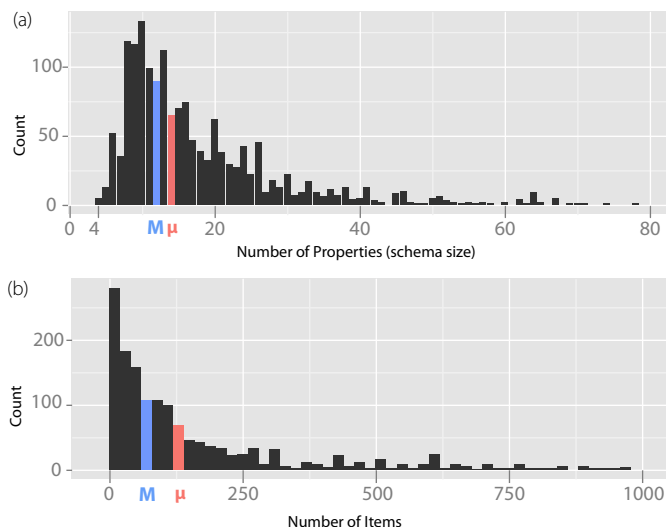 (a)
100
50
0
Count
0 4 20 40 60 80
M μ
Number of Properties (schema size)
(b)
200
100
0
Count
0 250 500 750 1000
M μ
Number of Items